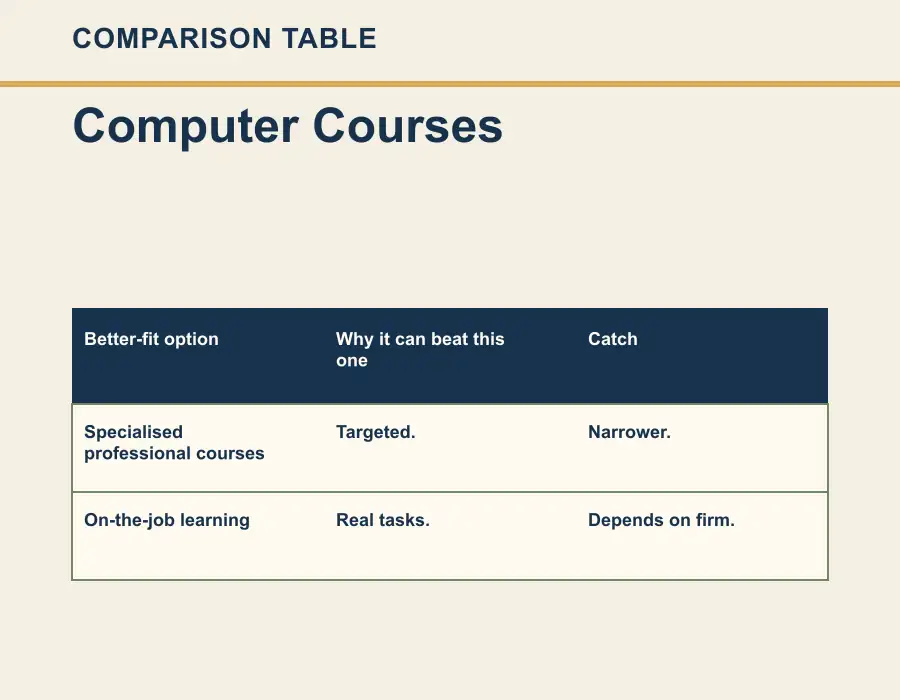 COMPARISON TABLE
Computer Courses
Better-fit option
Why it can beat this
one
Catch
Specialised
professional courses
Targeted.
Narrower.
On-the-job learning
Real tasks.
Depends on firm.